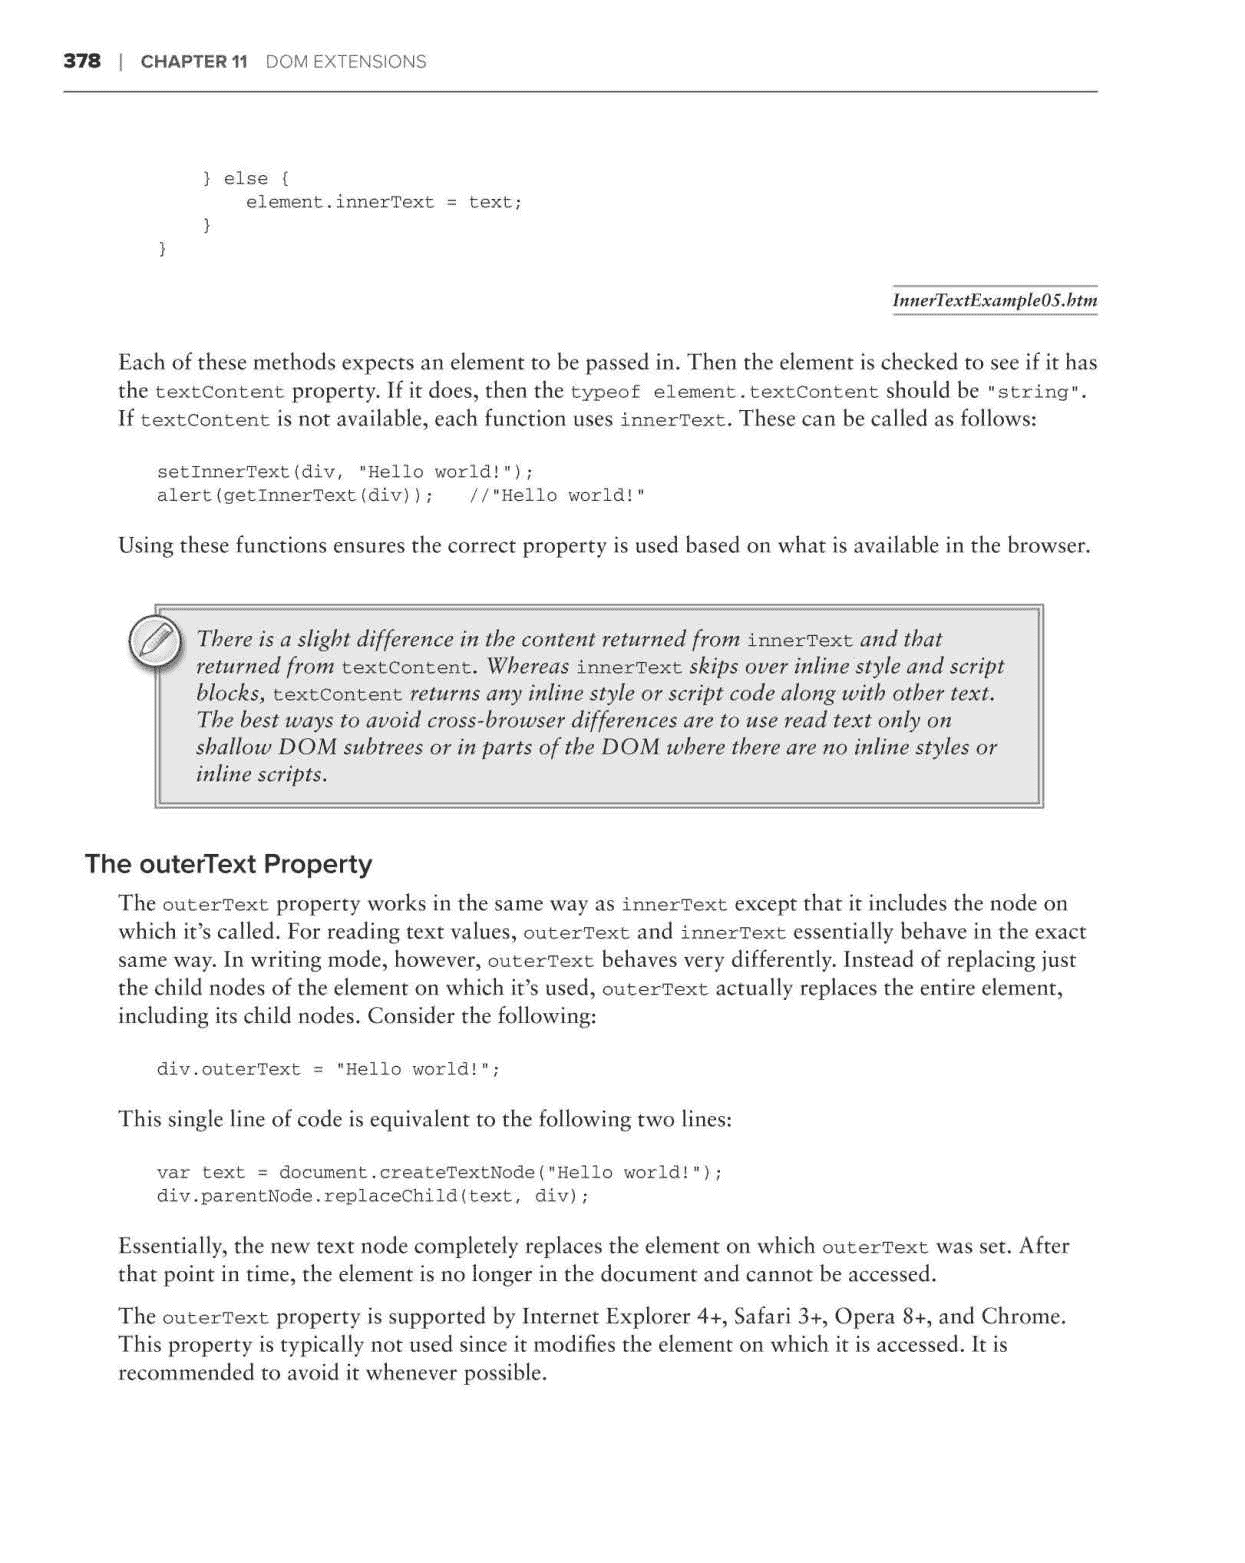 378 | CHAPTER 11 DOM EXTENSIONS
} else {
element.innerText = text;
}
}
InnerTextExample05.htm
Each of these methods expects an element to be passed in. Then the element is checked to see if it has
the textContent property. If it does, then the typeof element.textContent should be "string".
If textContent is not available, each function uses innerText. These can be called as follows:
setInnerText(div, "Hello world!");
alert(getInnerText(div));   //"Hello world!"
Using these functions ensures the correct property is used based on what is available in the browser.
There is a slight difference in the content returned from innerText and that
returned from textContent. Whereas innerText skips over inline style and script
blocks, textContent returns any inline style or script code along with other text.
The best ways to avoid cross-browser differences are to use read text only on
shallow DOM subtrees or in parts of the DOM where there are no inline styles or
inline scripts.
The outerText Property
The outerText property works in the same way as innerText except that it includes the node on
which it's called. For reading text values, outerText and innerText essentially behave in the exact
same way. In writing mode, however, outerText behaves very differently. Instead of replacing just
the child nodes of the element on which it's used, outerText actually replaces the entire element,
including its child nodes. Consider the following:
div.outerText = "Hello world!";
This single line of code is equivalent to the following two lines:
var text = document.createTextNode("Hello world!");
div.parentNode.replaceChild(text, div);
Essentially, the new text node completely replaces the element on which outerText was set. After
that point in time, the element is no longer in the document and cannot be accessed.
The outerText property is supported by Internet Explorer 4+, Safari 3+, Opera 8+, and Chrome.
This property is typically not used since it modifies the element on which it is accessed. It is
recommended to avoid it whenever possible.